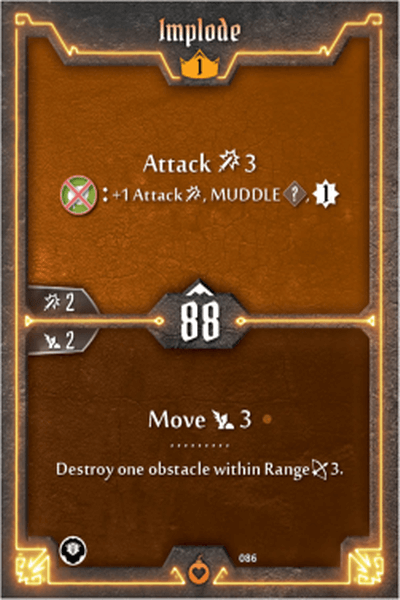 Implode
1
Attack 3
: +1 Attack, MUDDLE ?, 1
2
88
2
Move 3
Destroy one obstacle within Range 3.
086